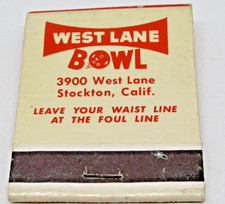 WEST LANE
BOWL
3900 West Lane
Stockton, Calif.
LEAVE YOUR WAIST LINE
AT THE FOUL LINE